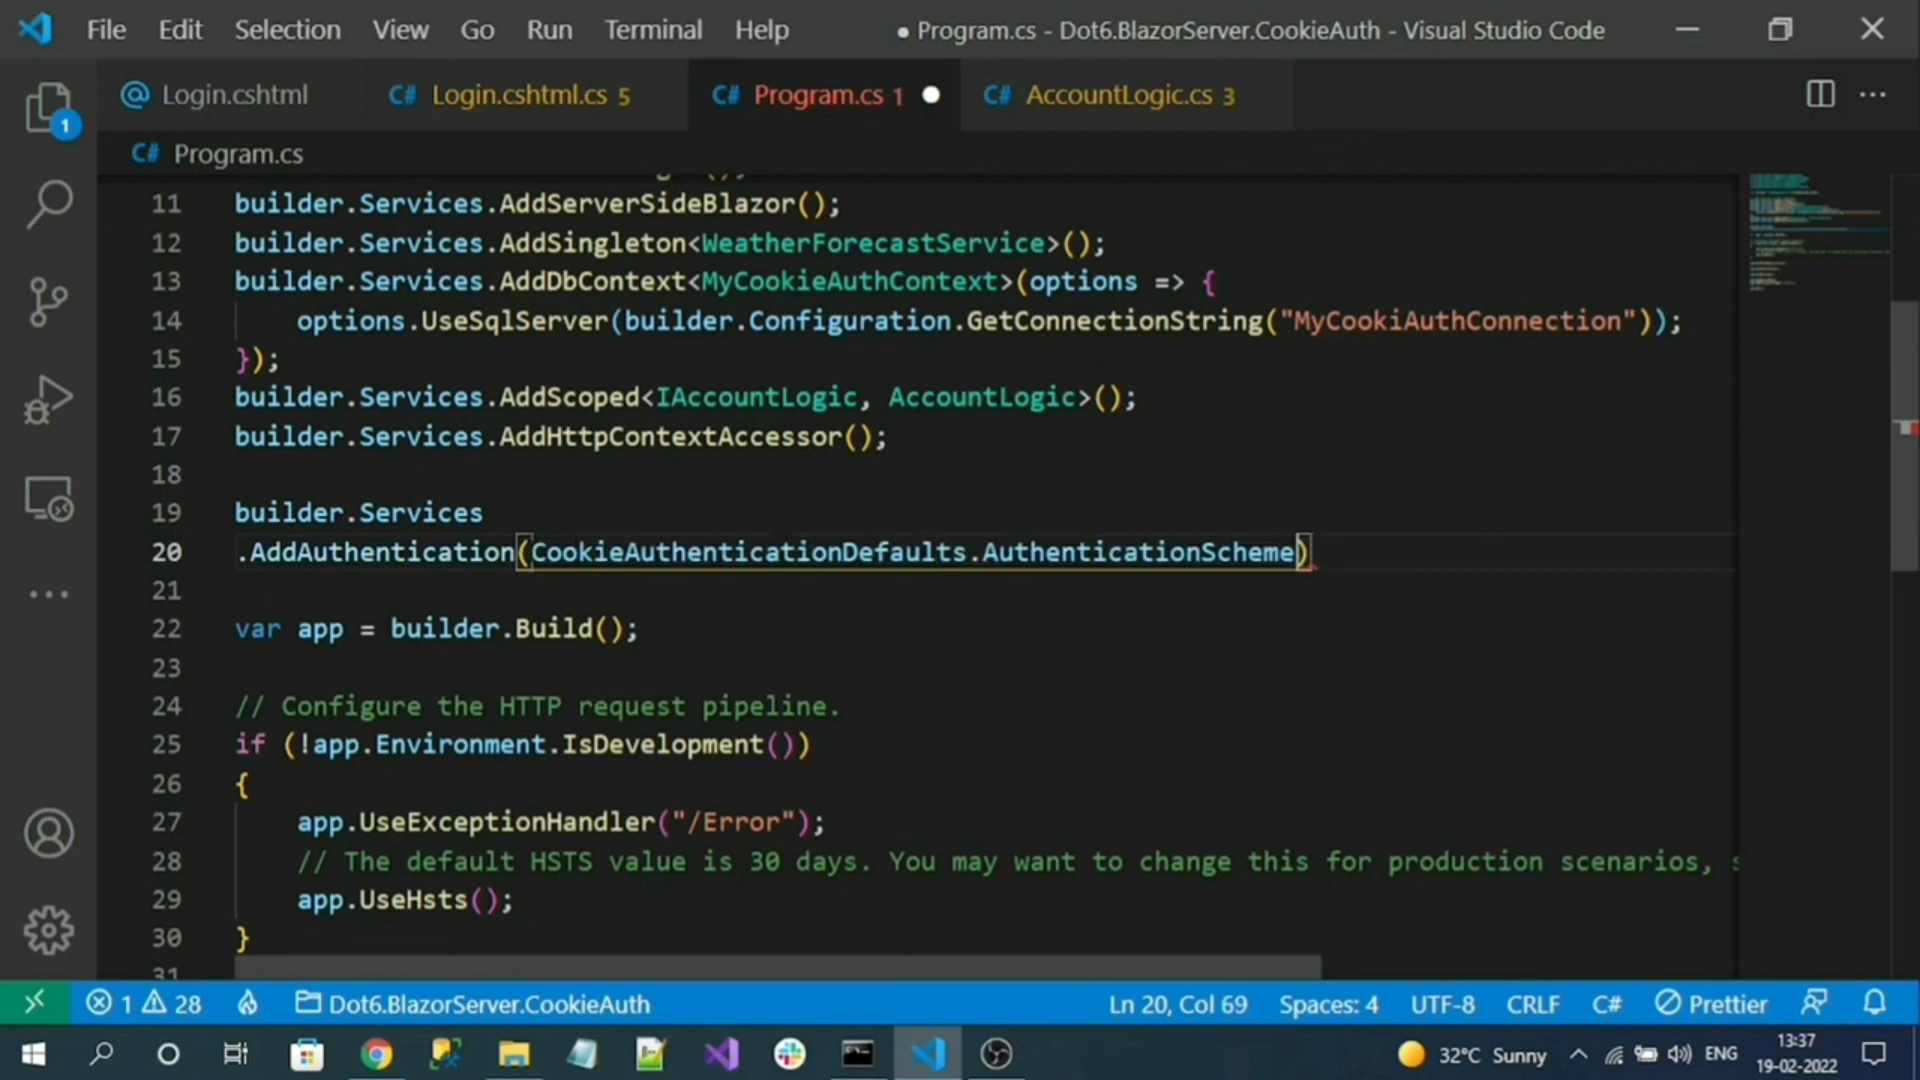 File Edit Selection View Go Run Terminal Help ● Program.cs - Dot6.BlazorServer.CookieAuth - Visual Studio Code
Login.cshtml C# Login.cshtml.cs 5 C# Program.cs 1 C# AccountLogic.cs 3
1
C# Program.cs
11 builder.Services.AddServerSideBlazor();
12 builder.Services.AddSingleton<WeatherForecastService>();
13 builder.Services.AddDbContext<MyCookieAuthContext>(options => {
14 options.UseSqlServer(builder.Configuration.GetConnectionString("MyCookiAuthConnection"));
15 });
16 builder.Services.AddScoped<IAccountLogic, AccountLogic>();
17 builder.Services.AddHttpContextAccessor();
18
19 builder.Services
20 .AddAuthentication(CookieAuthenticationDefaults.AuthenticationScheme)
21
22 var app = builder.Build();
23
24 // Configure the HTTP request pipeline.
25 if (!app.Environment.IsDevelopment())
26 {
27 app.UseExceptionHandler("/Error");
28 // The default HSTS value is 30 days. You may want to change this for production scenarios,
29 app.UseHsts();
30 }
31
1 28 Dot6.BlazorServer.CookieAuth Ln 20, Col 69 Spaces: 4 UTF-8 CRLF C# Prettier
32°C Sunny ENG 13:37
19-02-2022